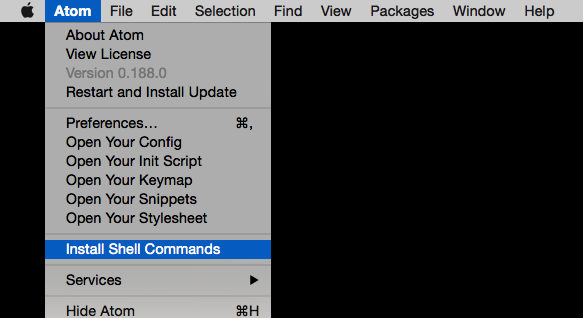 Atom File Edit Selection Find View Packages Window Help
About Atom
View License
Version 0.188.0
Restart and Install Update
Preferences... ⌘,
Open Your Config
Open Your Init Script
Open Your Keymap
Open Your Snippets
Open Your Stylesheet
Install Shell Commands
Services
Hide Atom ⌘H